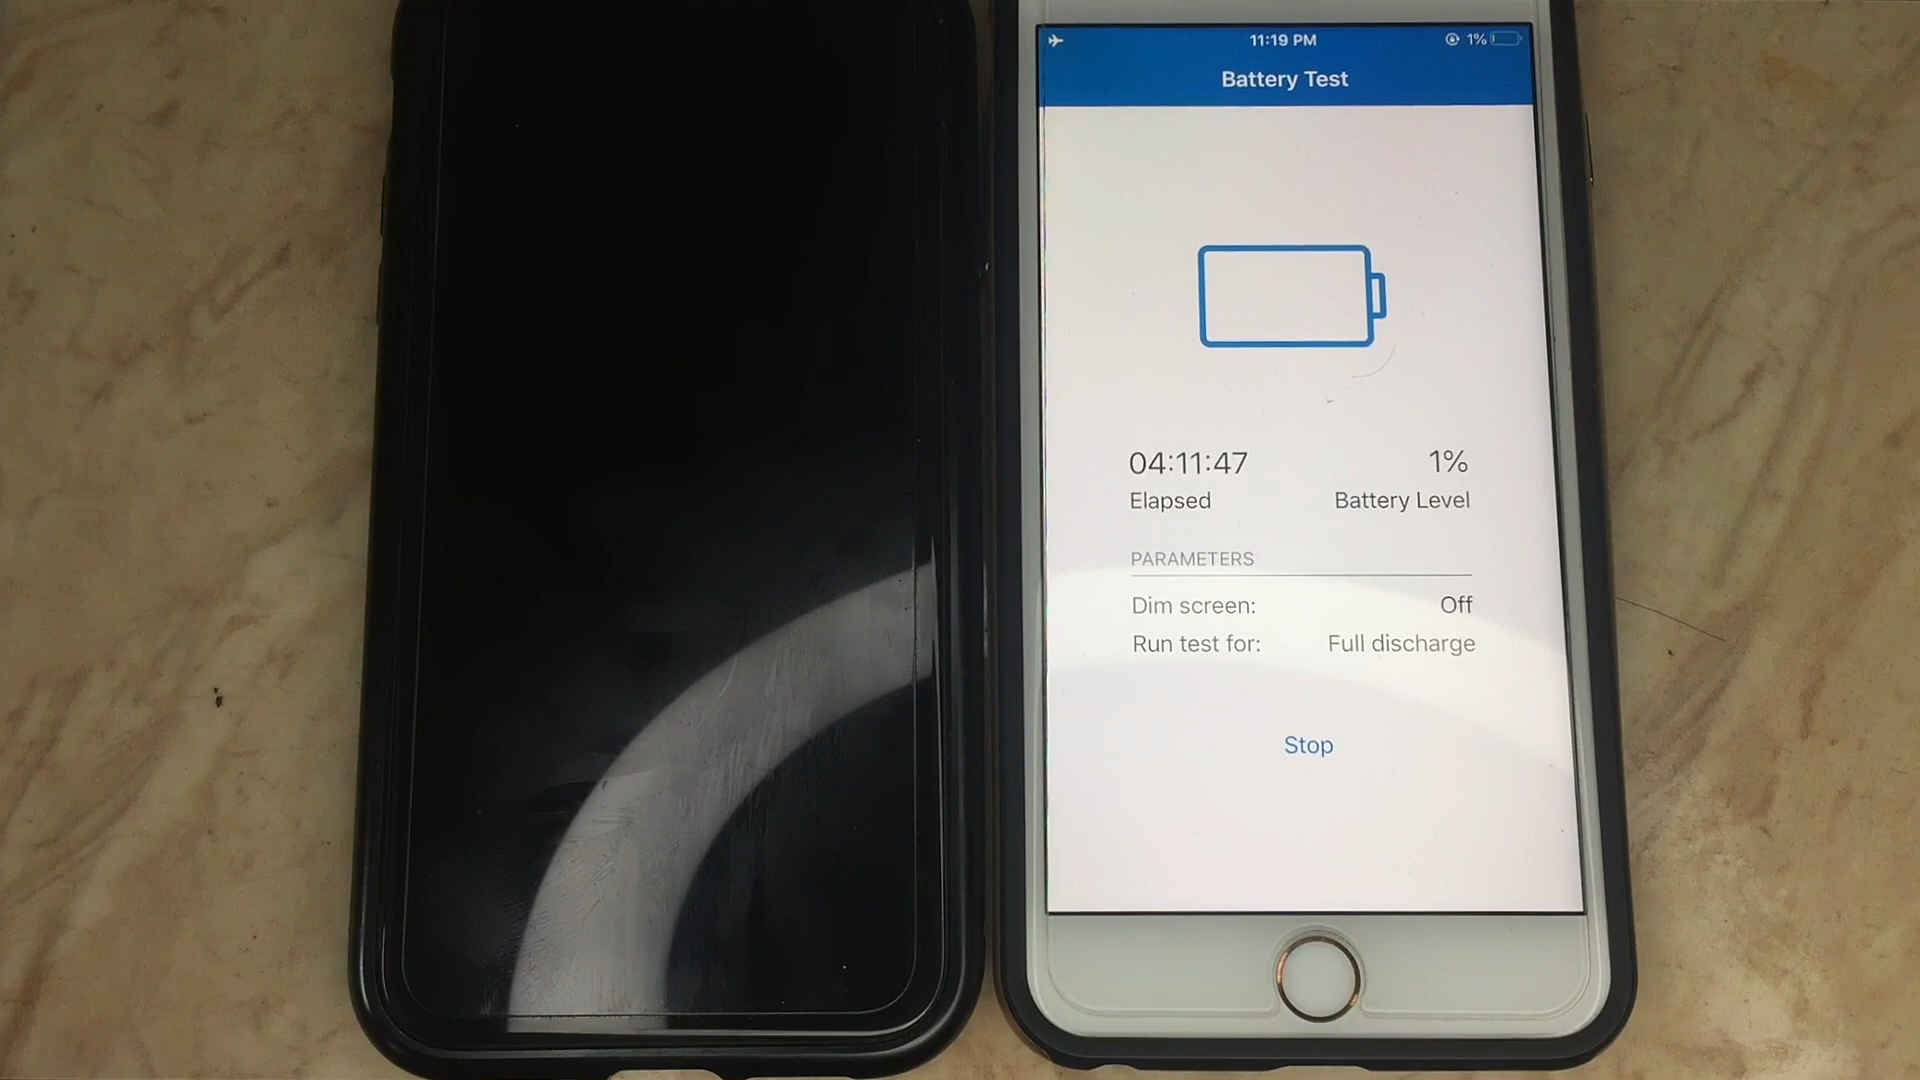 11:19 PM 1%
Battery Test
04:11:47 1%
Elapsed Battery Level
PARAMETERS
Dim screen: Off
Run test for: Full discharge
Stop